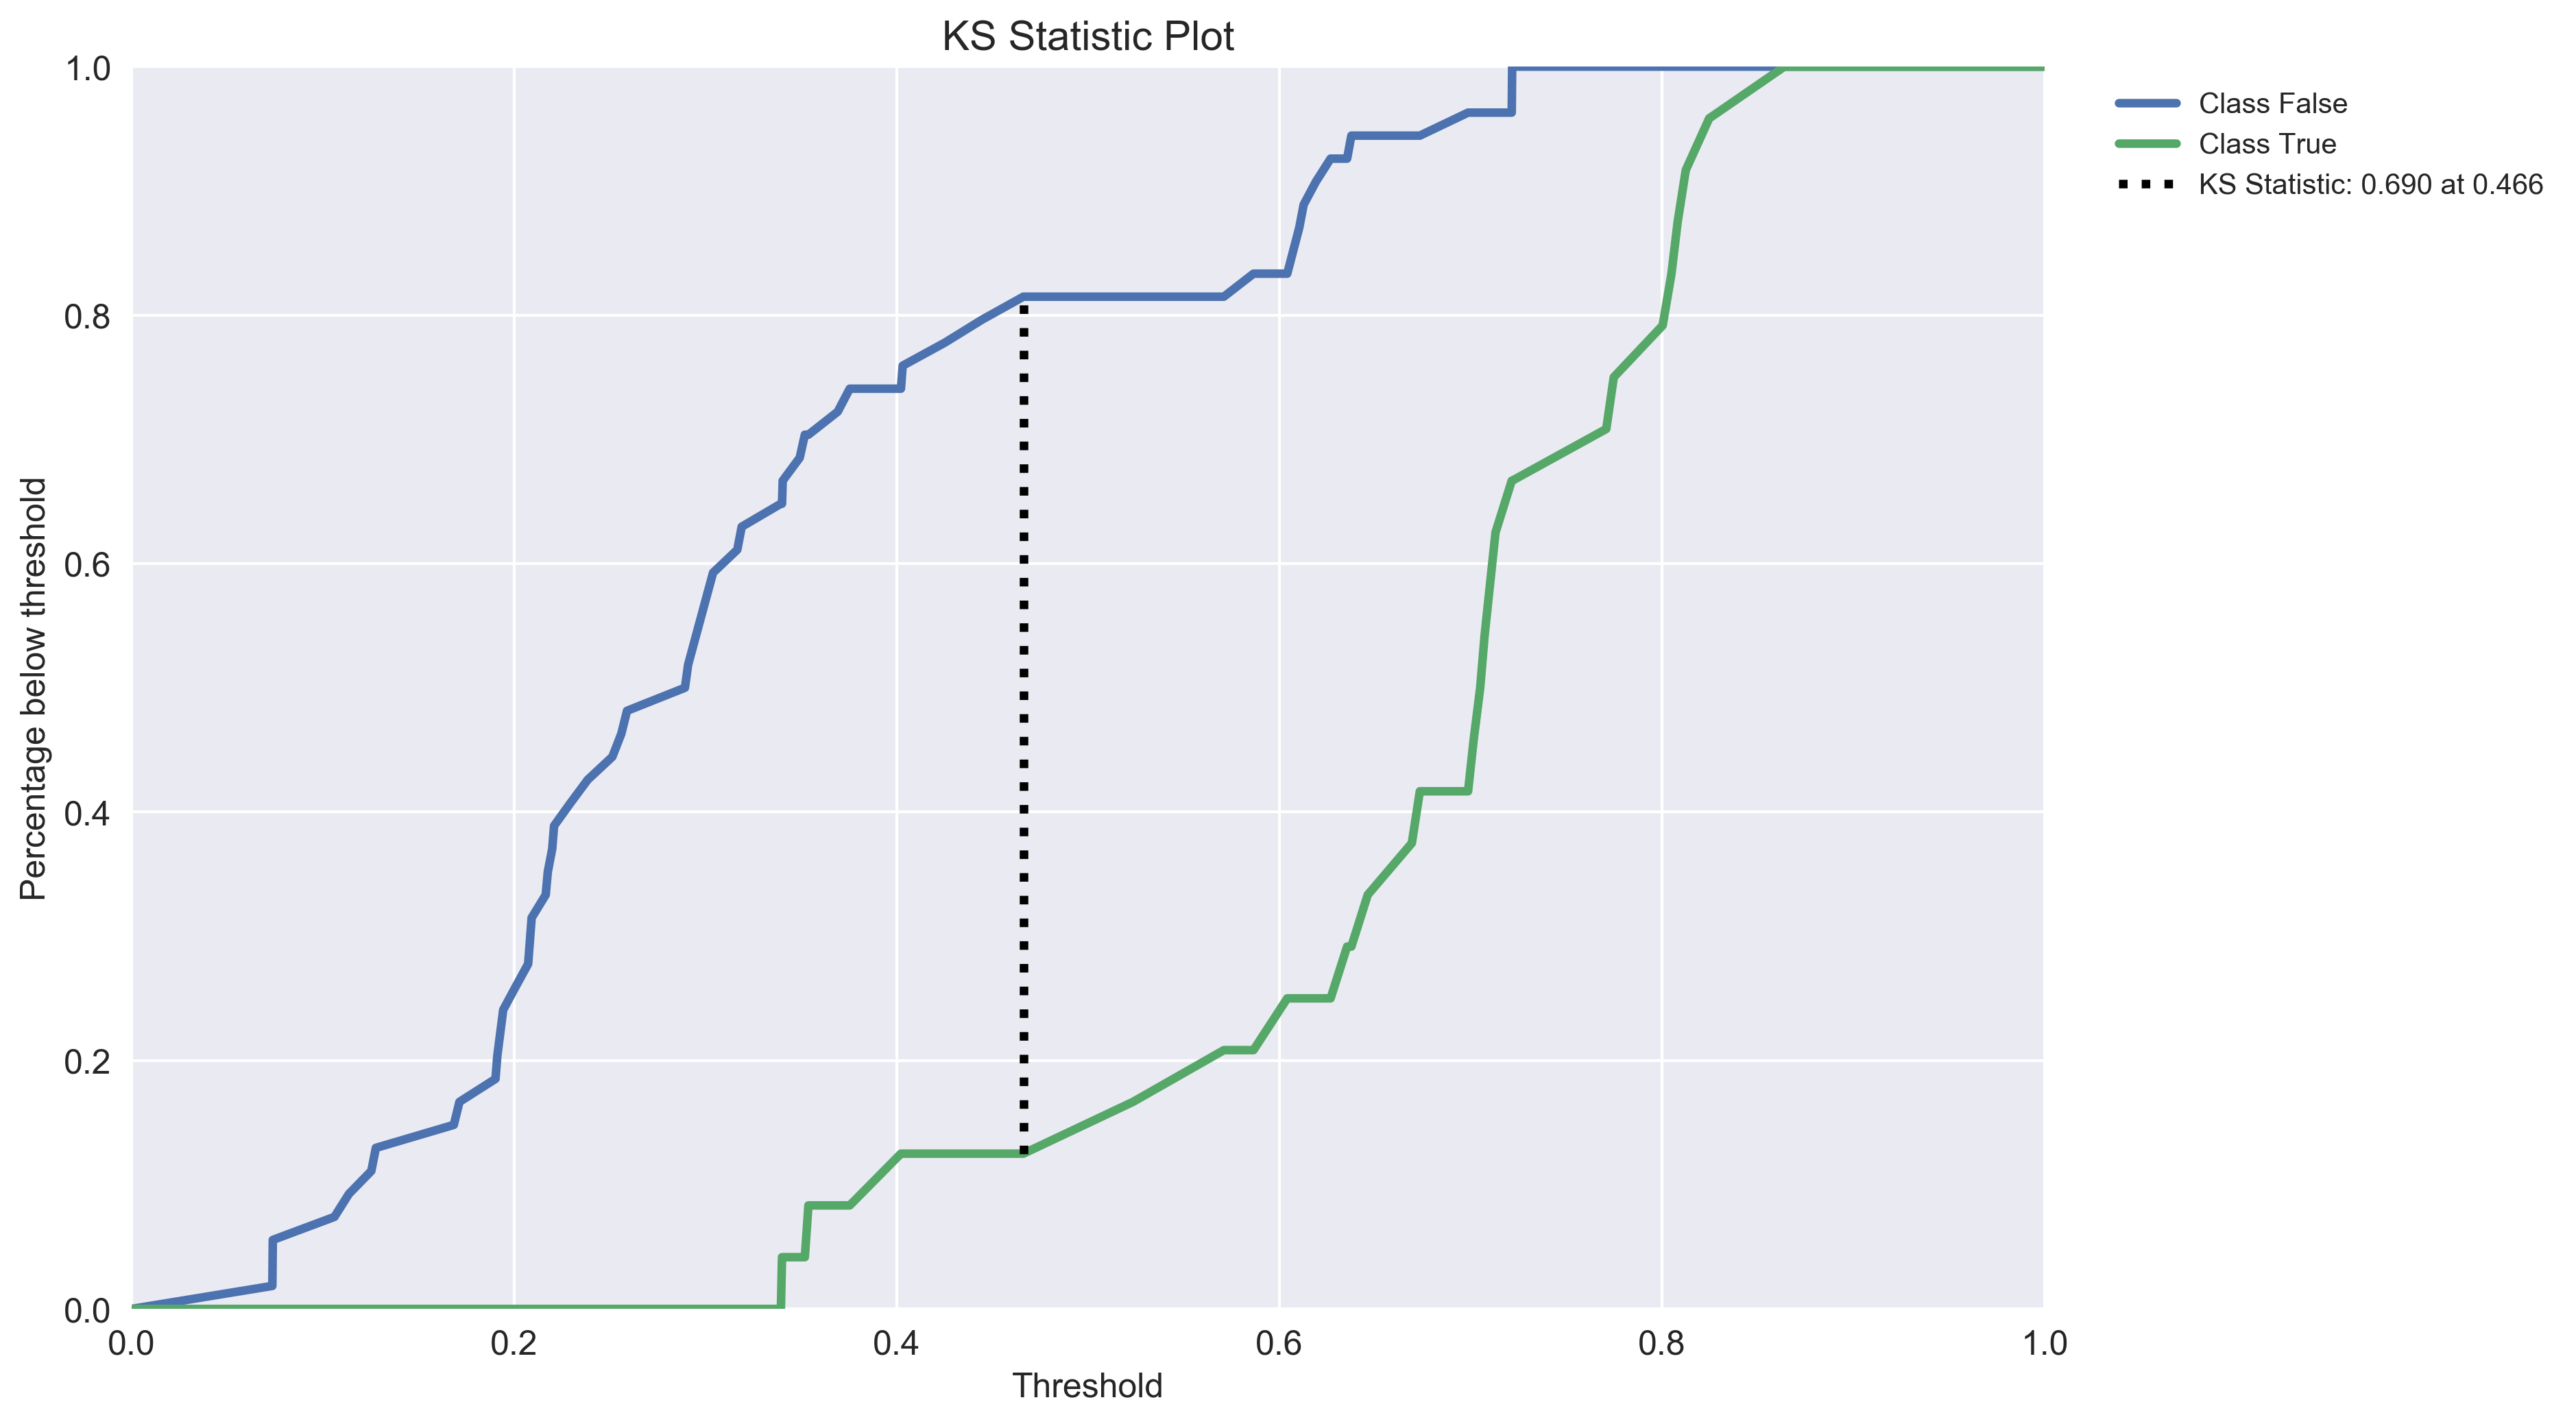 KS Statistic Plot
1.0
0.8
0.6
0.4
0.2
0.0
Percentage below threshold
0.0 0.2 0.4 0.6 0.8 1.0
Threshold
Class False
Class True
KS Statistic: 0.690 at 0.466